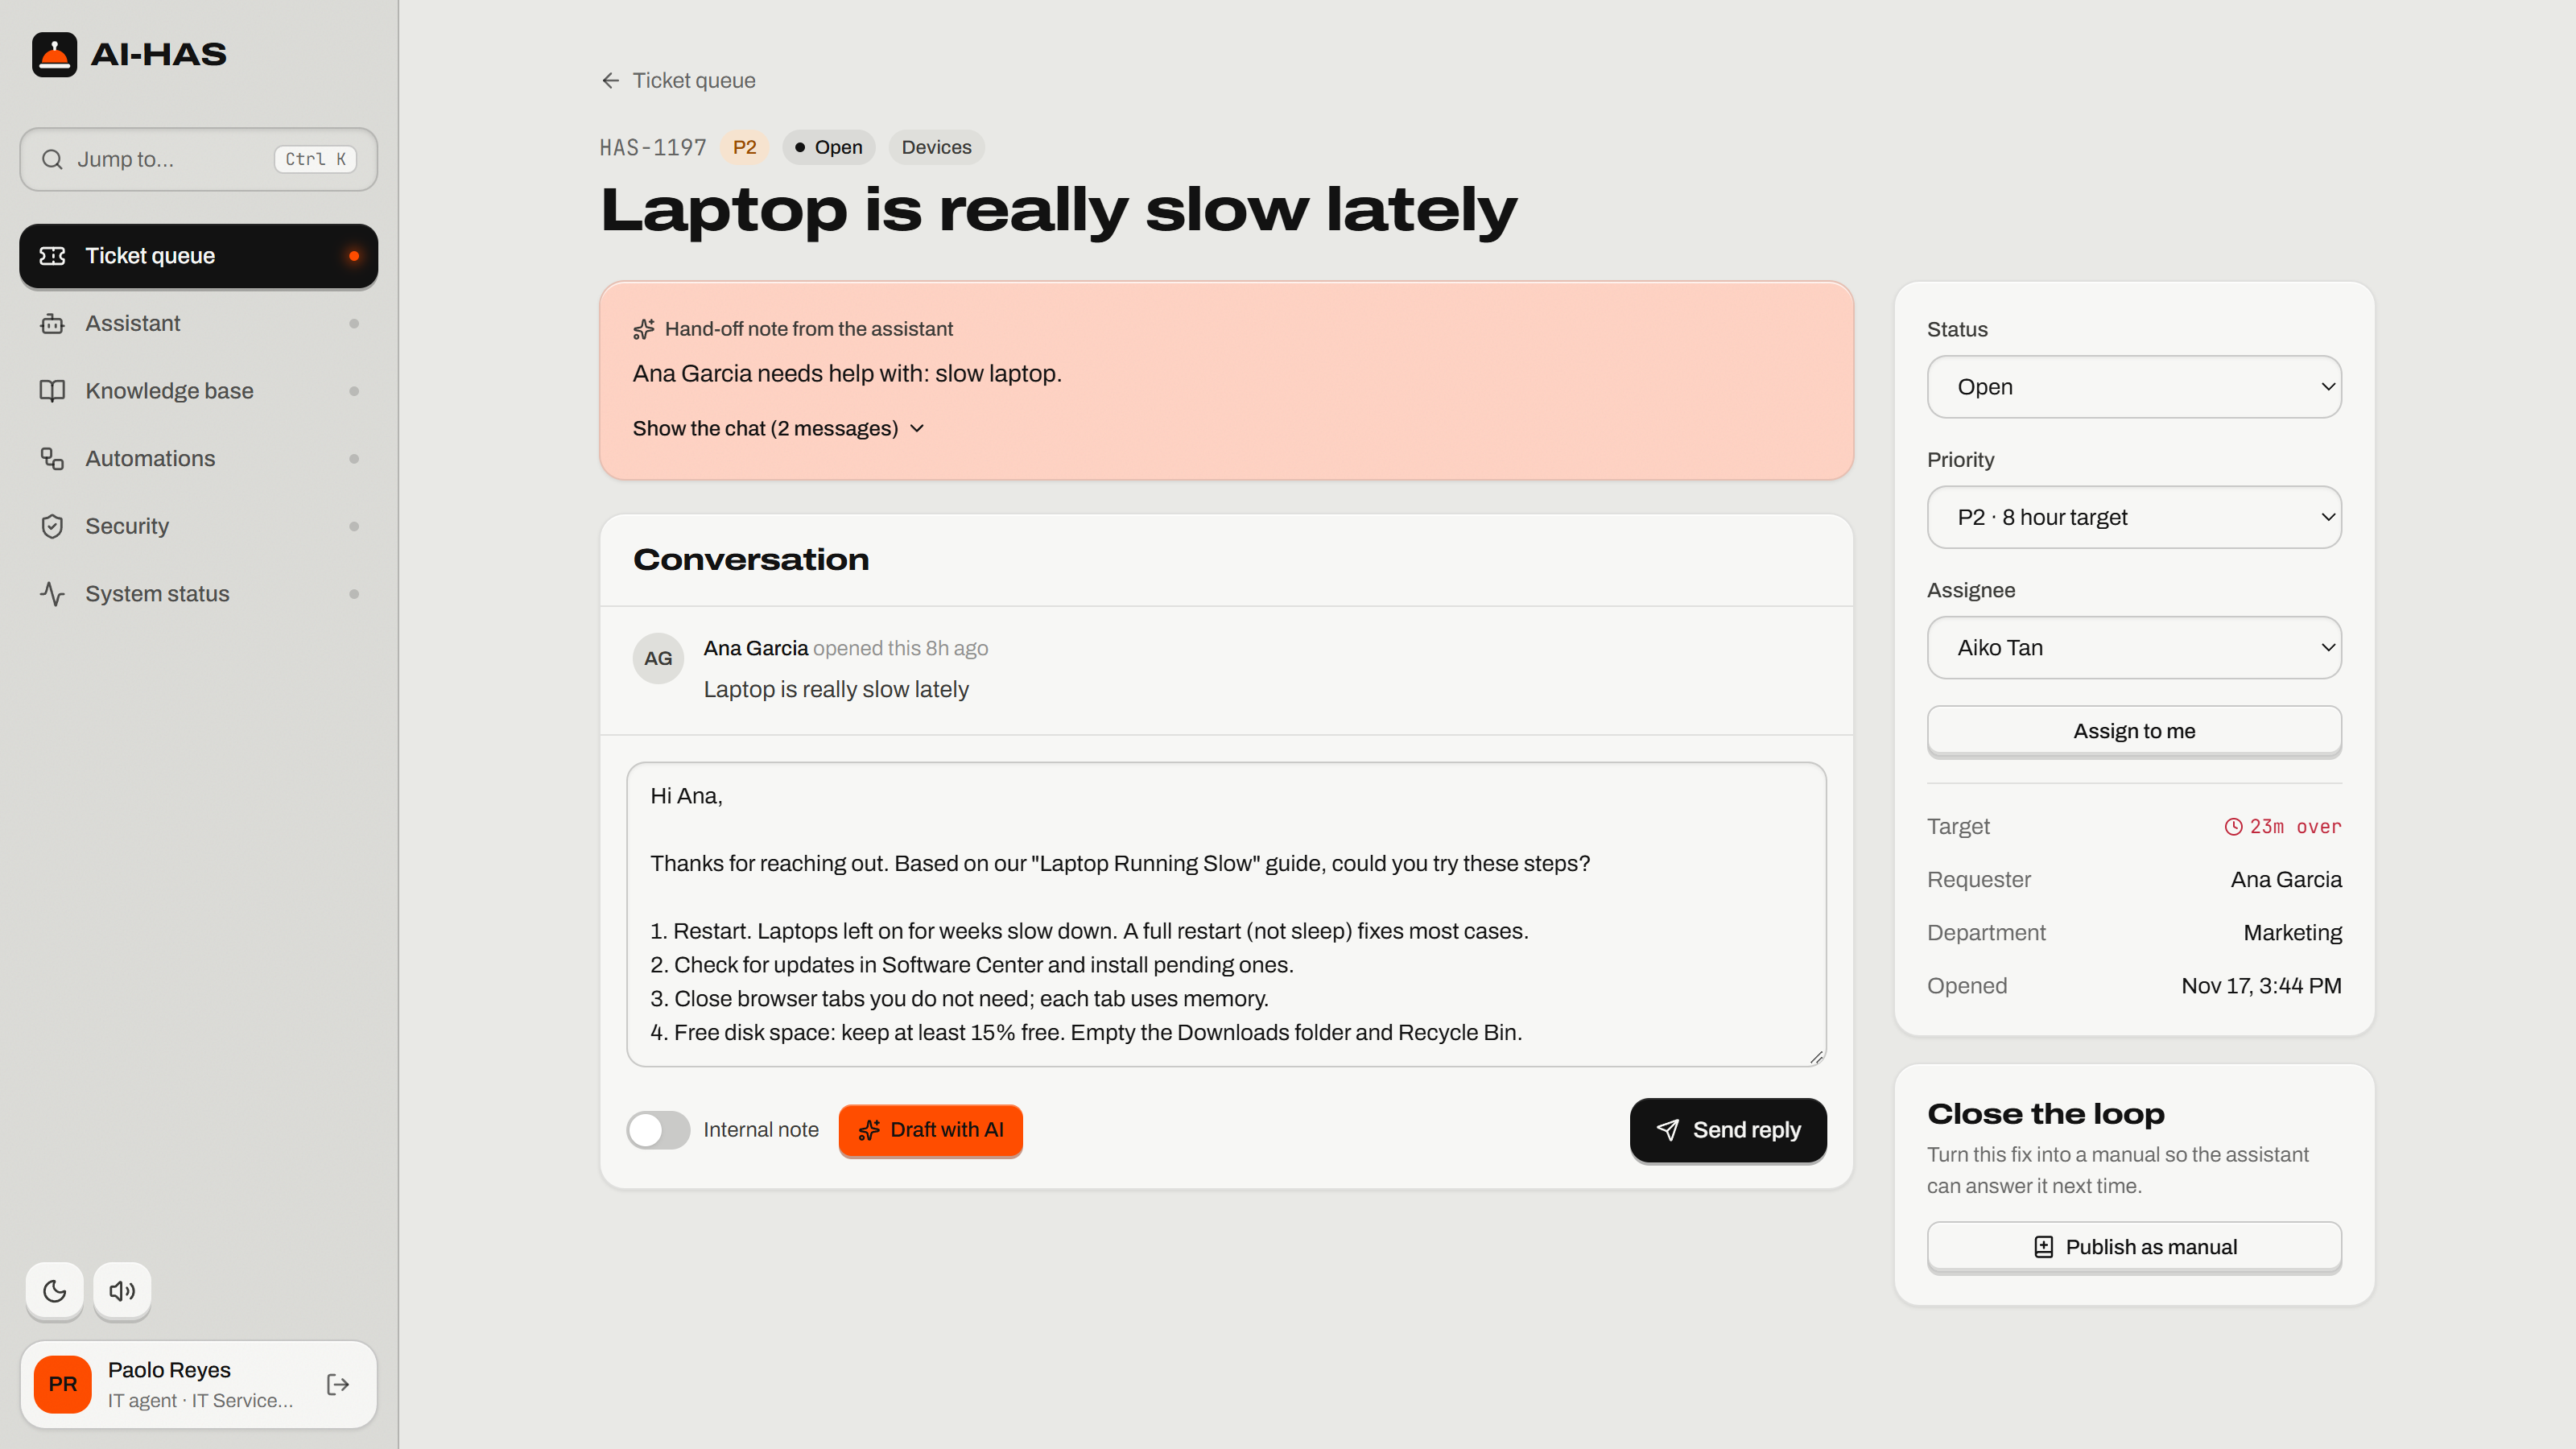 AI-HAS
Jump to...
Ctrl K
Ticket queue
Assistant
Knowledge base
Automations
Security
System status
PR
Paolo Reyes
IT agent · IT Service...
Ticket queue
HAS-1197
P2
Open
Devices
Laptop is really slow lately
Hand-off note from the assistant
Ana Garcia needs help with: slow laptop.
Show the chat (2 messages)
Conversation
AG
Ana Garcia opened this 8h ago
Laptop is really slow lately
Hi Ana,
Thanks for reaching out. Based on our "Laptop Running Slow" guide, could you try these steps?
1. Restart. Laptops left on for weeks slow down. A full restart (not sleep) fixes most cases.
2. Check for updates in Software Center and install pending ones.
3. Close browser tabs you do not need; each tab uses memory.
4. Free disk space: keep at least 15% free. Empty the Downloads folder and Recycle Bin.
Internal note
Draft with AI
Send reply
Status
Open
Priority
P2 · 8 hour target
Assignee
Aiko Tan
Assign to me
Target 23m over
Requester Ana Garcia
Department Marketing
Opened Nov 17, 3:44 PM
Close the loop
Turn this fix into a manual so the assistant
can answer it next time.
Publish as manual